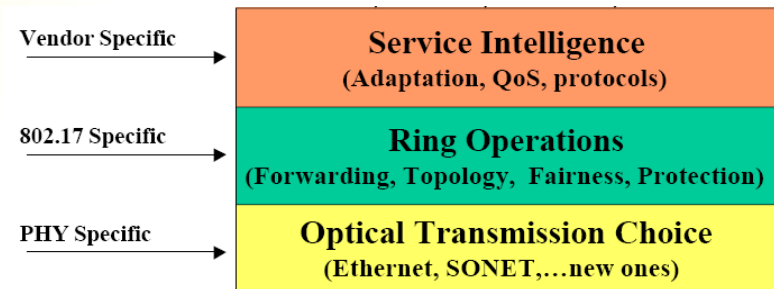 Vendor Specific
Service Intelligence
(Adaptation, QoS, protocols)
802.17 Specific
Ring Operations
(Forwarding, Topology, Fairness, Protection)
PHY Specific
Optical Transmission Choice
(Ethernet, SONET,...new ones)